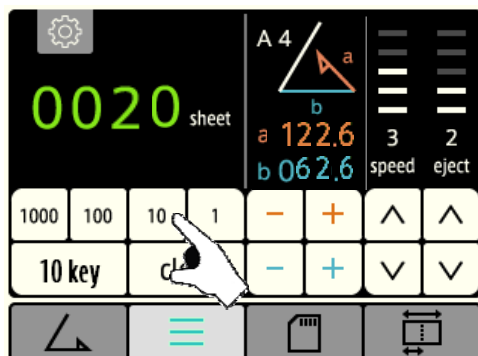 A 4
a
b
0020 sheet
a 122.6
b 062.6
3 2
speed eject
1000 100 10 1 - +
10 key - +